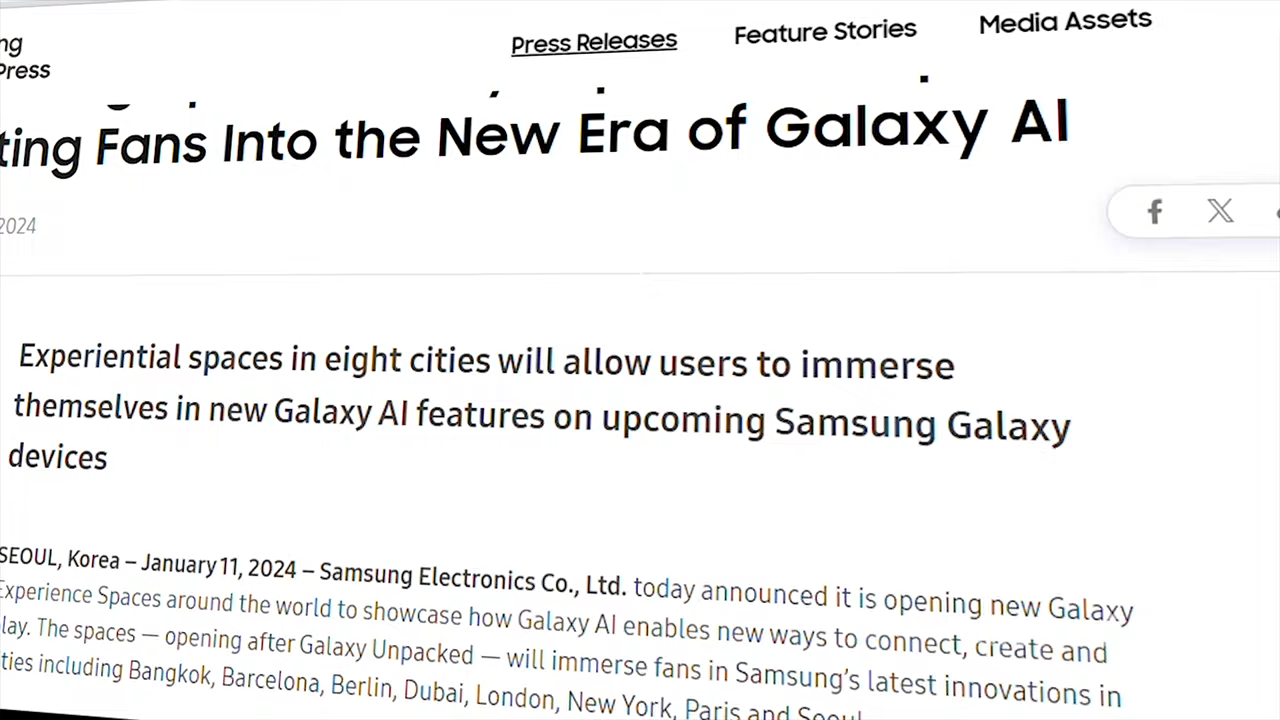 ng
Press
Press Releases
Feature Stories
Media Assets
ting Fans Into the New Era of Galaxy AI
2024
Experiential spaces in eight cities will allow users to immerse
themselves in new Galaxy AI features on upcoming Samsung Galaxy
devices
SEOUL, Korea – January 11, 2024 – Samsung Electronics Co., Ltd. today announced it is opening new Galaxy
Experience Spaces around the world to showcase how Galaxy AI enables new ways to connect, create and
lay. The spaces — opening after Galaxy Unpacked — will immerse fans in Samsung’s latest innovations in
ties including Bangkok, Barcelona, Berlin, Dubai, London, New York, Paris and Seoul